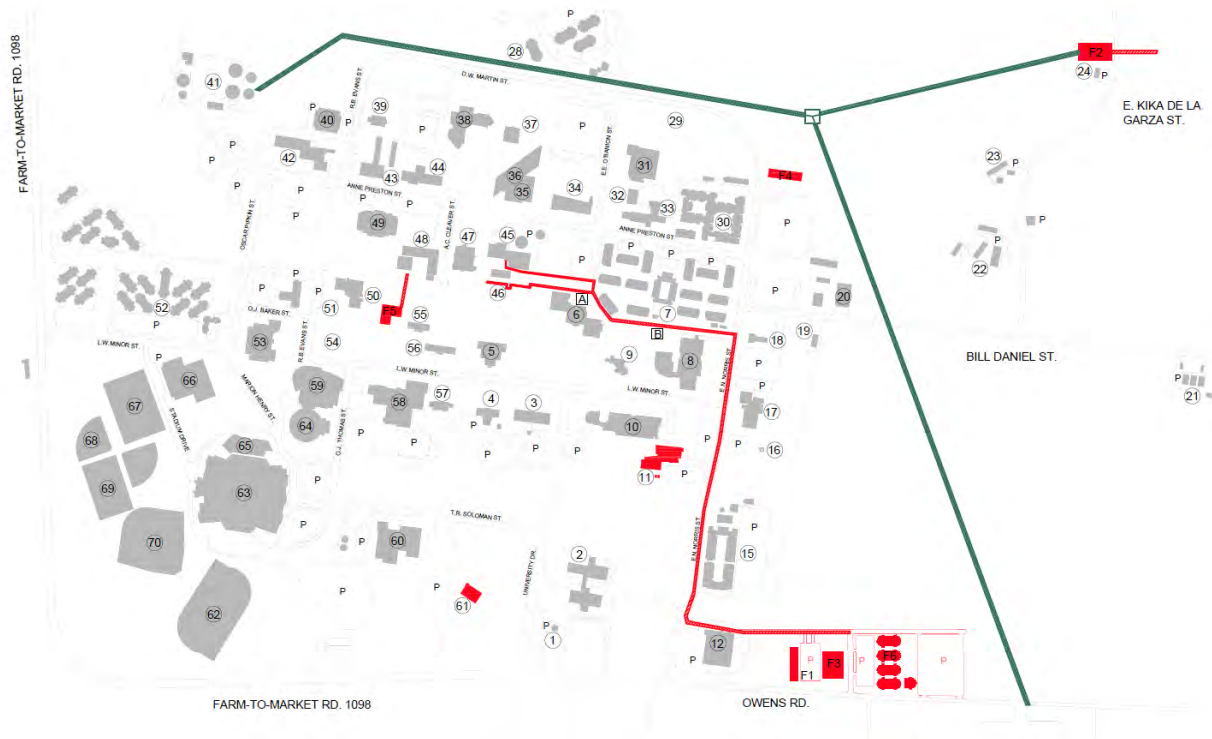 P
28
F2
24 P
FARM-TO-MARKET RD. 1098
41
D.W. MARTIN ST.
E. KIKA DE LA
GARZA ST.
R.B. EVANS ST.
P
40
P
39
38
37
P
29
P
P
42
43
44
36
35
34
E.E. O'BANION ST.
31
32
33
30
F4
23
P
P
ANNE PRESTON ST.
P
P
P
P
49
OSCAR PIPKIN ST.
A.C. CLEAVER ST.
48
47
45
P
ANNE PRESTON ST.
P
P
P
P
P
P
P
22
P
P
46
A
6
7
20
52
P
P
P
51
50
F5
55
O.J. BAKER ST.
B
18
19
L.W. MINOR ST.
P
53
R.B. EVANS ST.
54
56
5
9
8
E.N. NORRIS ST.
P
BILL DANIEL ST.
66
MARION HENRY ST.
59
L.W. MINOR ST.
L.W. MINOR ST.
P
P
21
67
STADIUM DRIVE
58
57
4
3
10
17
68
64
O.J. THOMAS ST.
P
P
65
P
P
P
P
P
16
69
63
P
11
P
P
70
T.R. SOLOMAN ST.
E.N. NORRIS ST.
P
60
UNIVERSITY DR.
2
15
62
P
P
61
P
1
12
P
P
F1
F3
P
F6
P
FARM-TO-MARKET RD. 1098
OWENS RD.